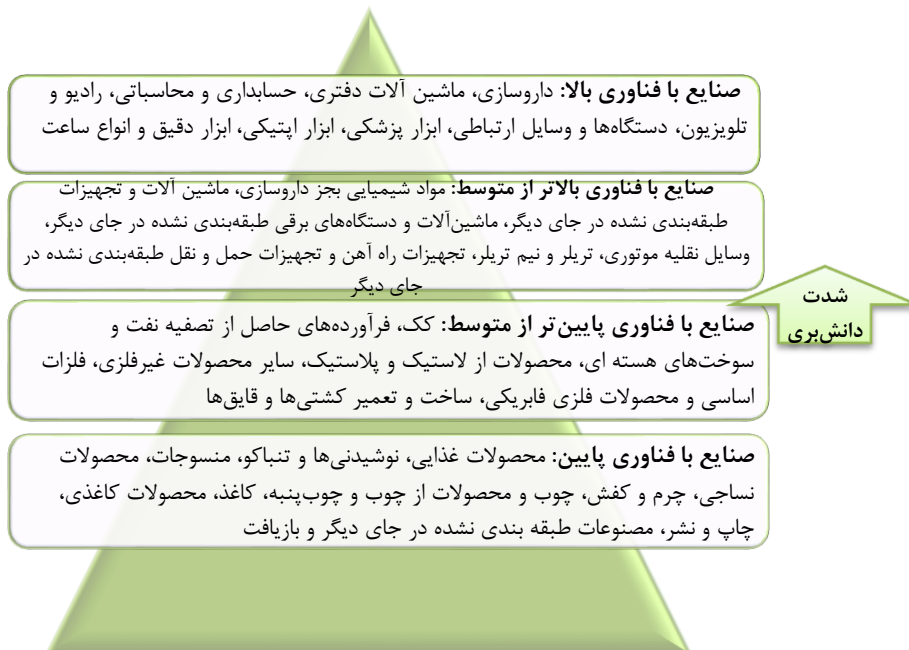 صنایع با فناوری بالا: داروسازی، ماشین آلات دفتری، حسابداری و محاسباتی، رادیو و
تلویزیون، دستگاه‌ها و وسایل ارتباطی، ابزار پزشکی، ابزار اپتیکی، ابزار دقیق و انواع ساعت
صنایع با فناوری بالاتر از متوسط: مواد شیمیایی بجز داروسازی، ماشین آلات و تجهیزات
طبقه‌بندی نشده در جای دیگر، ماشین‌آلات و دستگاه‌های برقی طبقه‌بندی نشده در جای دیگر،
وسایل نقلیه موتوری، تریلر و نیم تریلر، تجهیزات راه آهن و تجهیزات حمل و نقل طبقه‌بندی نشده در
جای دیگر
شدت
دانش‌بری
صنایع با فناوری پایین‌تر از متوسط: کک، فرآورده‌های حاصل از تصفیه نفت و
سوخت‌های هسته ای، محصولات از لاستیک و پلاستیک، سایر محصولات غیرفلزی، فلزات
اساسی و محصولات فلزی فابریکی، ساخت و تعمیر کشتی‌ها و قایق‌ها
صنایع با فناوری پایین: محصولات غذایی، نوشیدنی‌ها و تنباکو، منسوجات، محصولات
نساجی، چرم و کفش، چوب و محصولات از چوب و چوب‌پنبه، کاغذ، محصولات کاغذی،
چاپ و نشر، مصنوعات طبقه بندی نشده در جای دیگر و بازیافت